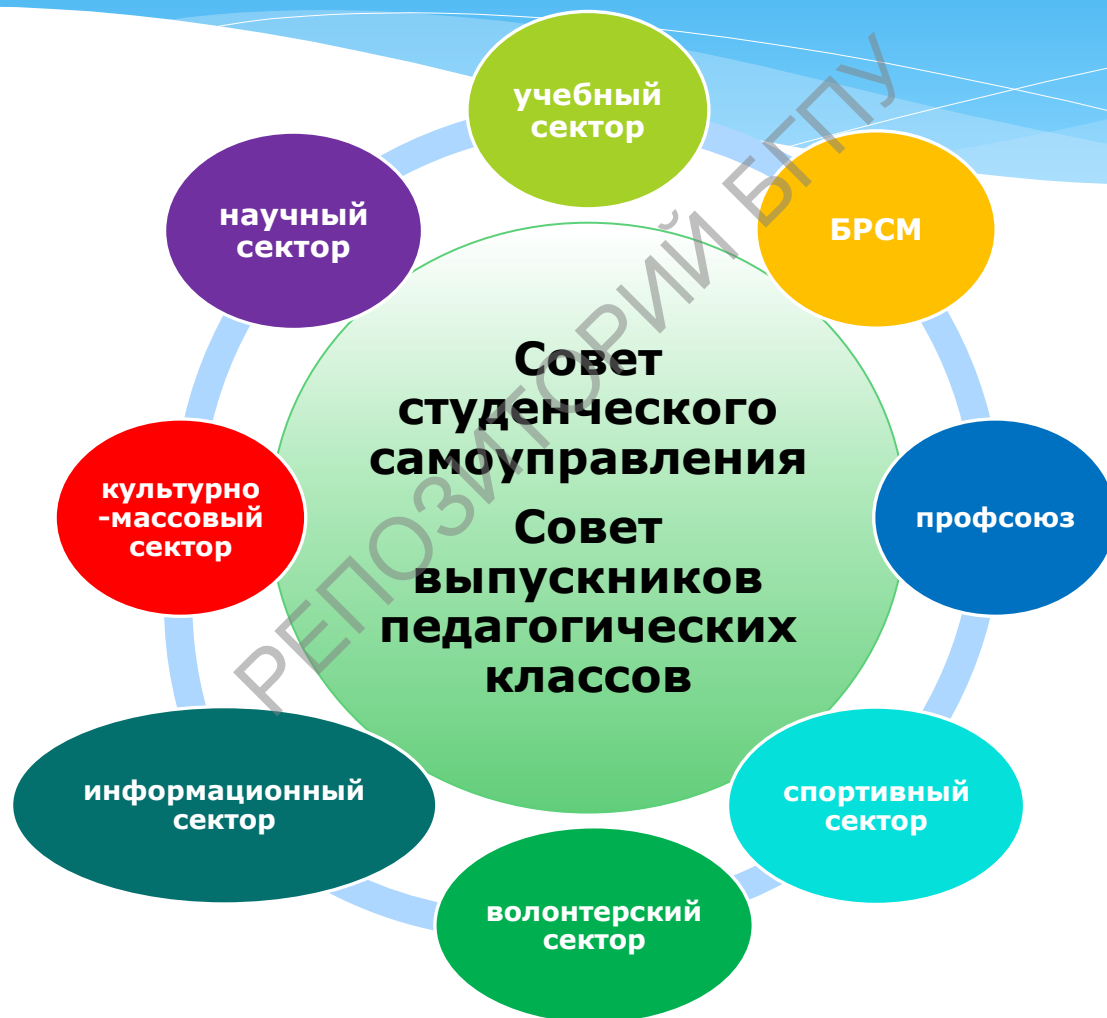 учебный
сектор
БРСМ
профсоюз
спортивный
сектор
волонтерский
сектор
информационный
сектор
культурно
-массовый
сектор
научный
сектор
Совет
студенческого
самоуправления
Совет
выпускников
педагогических
классов
РЕПОЗИТОРИЙ БГПУ